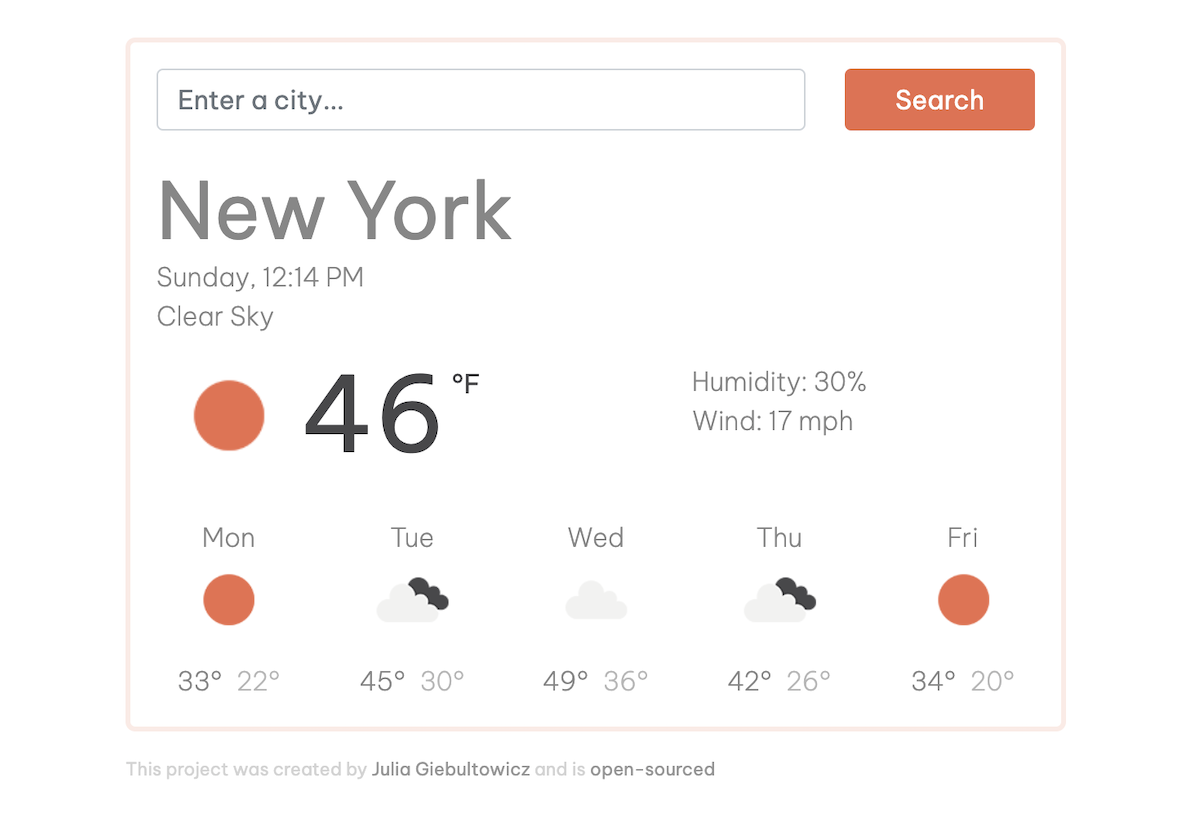 Enter a city...
Search
New York
Sunday, 12:14 PM
Clear Sky
46 °F
Humidity: 30%
Wind: 17 mph
Mon Tue Wed Thu Fri
33° 22° 45° 30° 49° 36° 42° 26° 34° 20°
This project was created by Julia Giebultowicz and is open-sourced